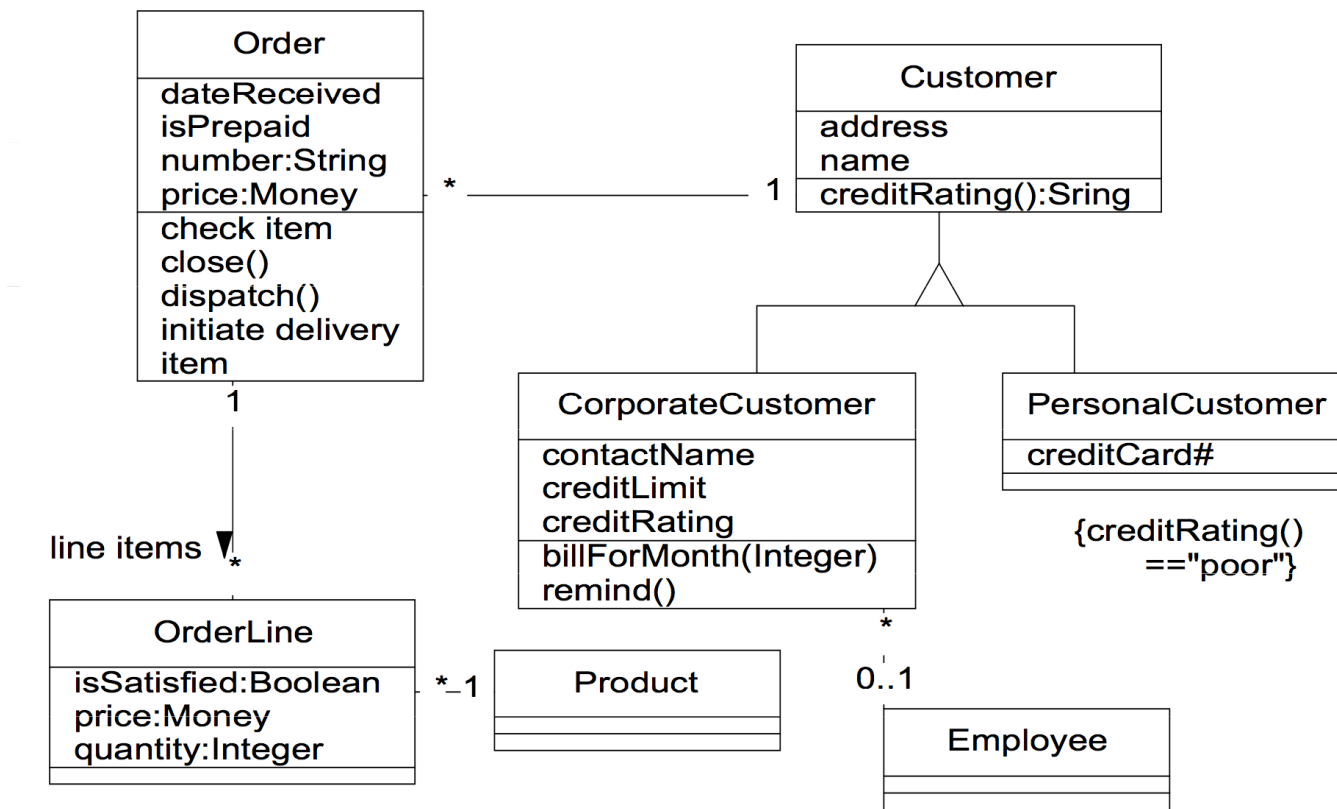 Order
dateReceived
isPrepaid
number:String
price:Money
check item
close()
dispatch()
initiate delivery
item
*
1
Customer
address
name
creditRating():Sring
1
line items
*
CorporateCustomer
contactName
creditLimit
creditRating
billForMonth(Integer)
remind()
PersonalCustomer
creditCard#
{creditRating()
=="poor"}
OrderLine
isSatisfied:Boolean
price:Money
quantity:Integer
*
1
Product
*
0..1
Employee